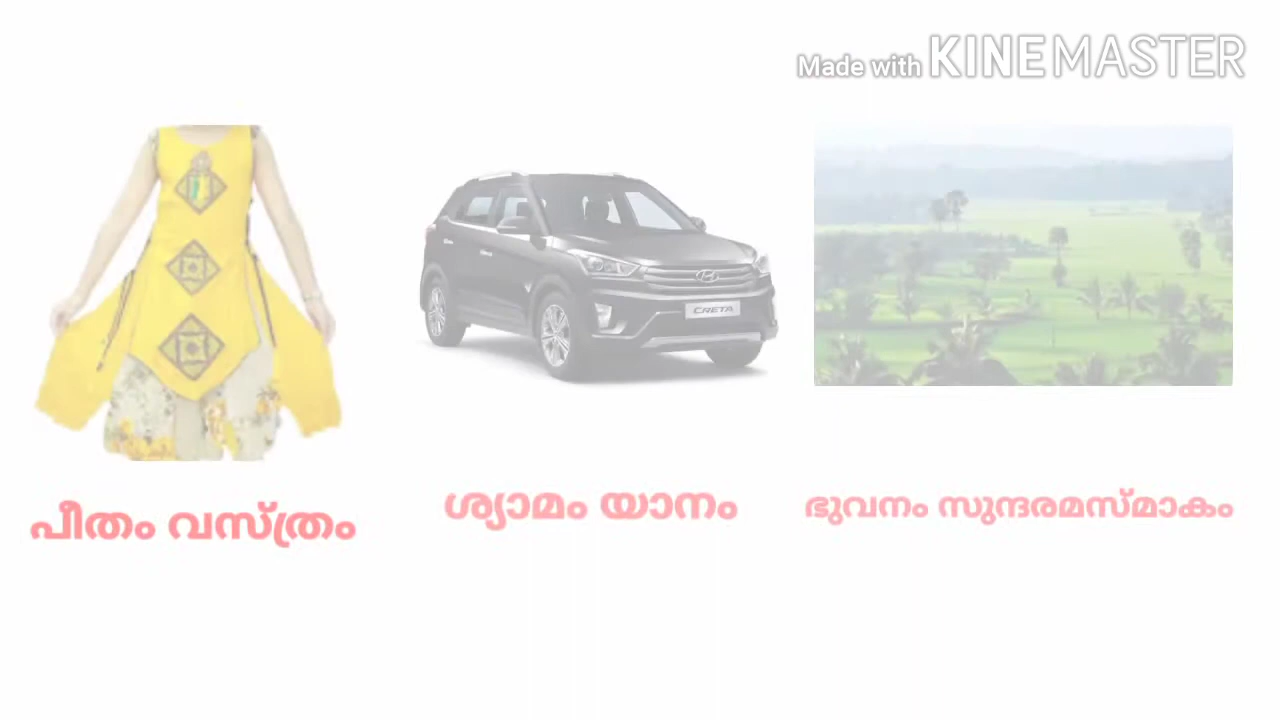 Made with KINEMASTER
CRETA
പീതം വസ്ത്രം
ശ്യാമം യാനം
ഭുവനം സുന്ദരമസ്മാകം